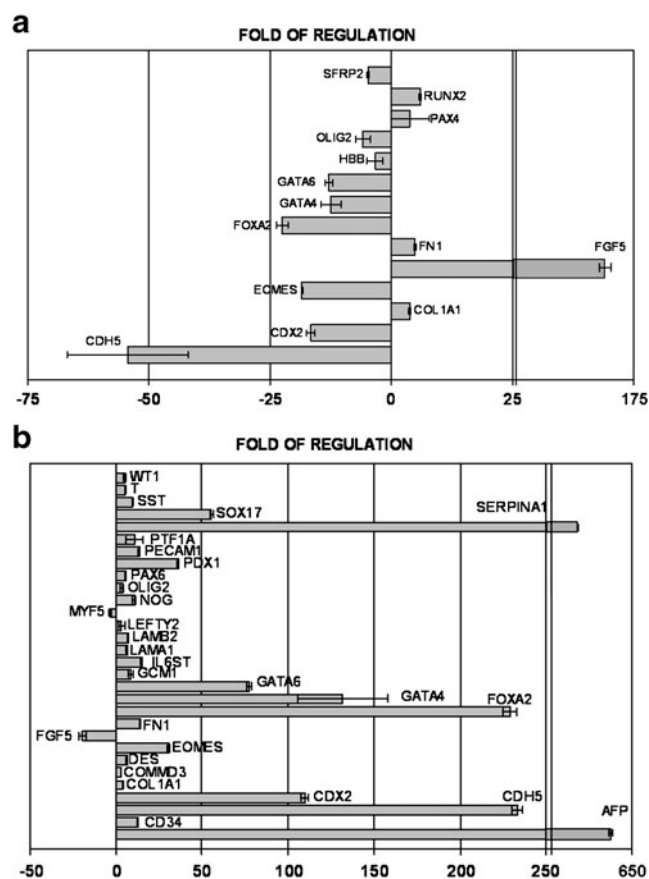 a
FOLD OF REGULATION
SFRP2
RUNX2
PAX4
OLIG2
HBB
GATA6
GATA4
FOXA2
FN1
FGF5
EOMES
COL1A1
CDX2
CDH5
-75 -50 -25 0 25 175
b
FOLD OF REGULATION
WT1
T
SST
SOX17
SERPINA1
PTF1A
PECAM1
PDX1
PAX6
OLIG2
NOG
MYF5
LEFTY2
LAMB2
LAMA1
IL6ST
GCM1
GATA6
GATA4
FOXA2
FN1
FGF5
EOMES
DES
COMMD3
COL1A1
CDX2
CDH5
CD34
AFP
-50 0 50 100 150 200 250 650